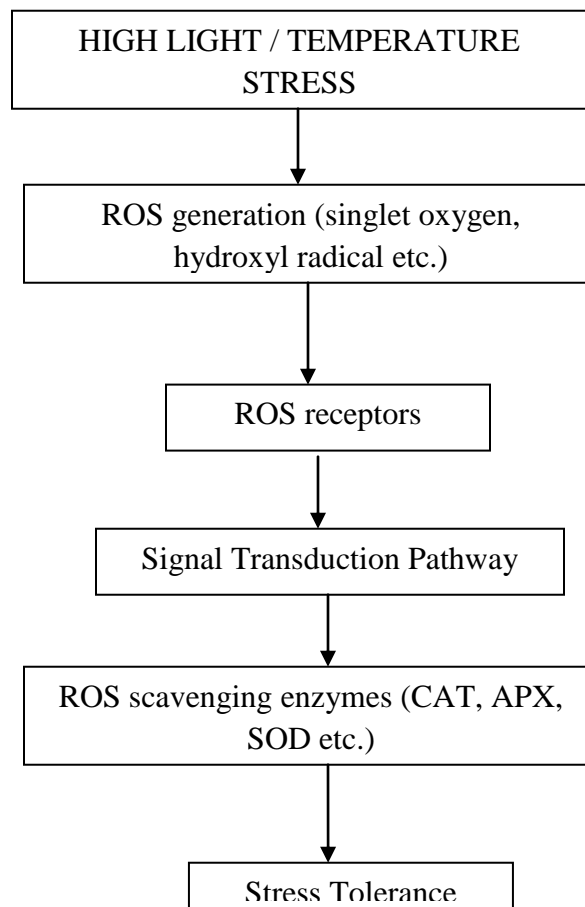 HIGH LIGHT / TEMPERATURE
STRESS
ROS generation (singlet oxygen,
hydroxyl radical etc.)
ROS receptors
Signal Transduction Pathway
ROS scavenging enzymes (CAT, APX,
SOD etc.)
Stress Tolerance